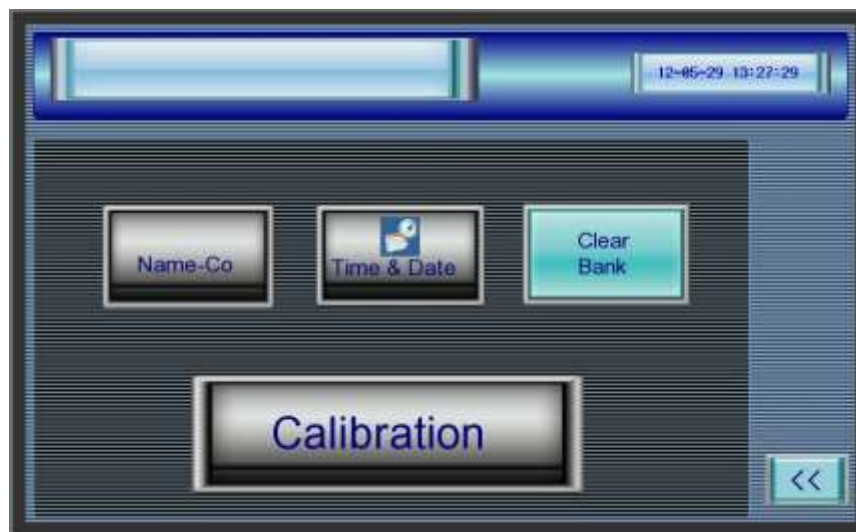 12-05-29 13:27:29
Name-Co
Time & Date
Clear
Bank
Calibration
<<